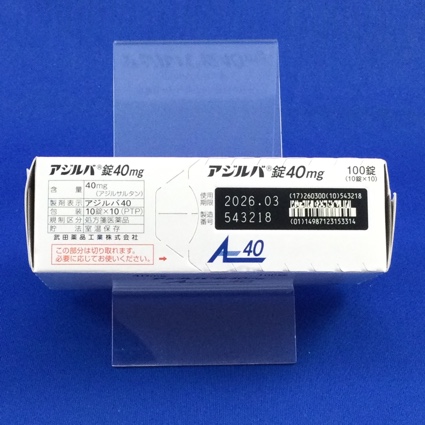 アジルバ®錠40mg
含量 40mg
(アジルサルタン)
製剤表示 アジルバ40
包装 10錠×10(PTP)
規制区分 処方箋医薬品
貯法 室温保存
武田薬品工業株式会社
この部分は切り取れます。
必要に応じてお使いください。
アジルバ®錠40mg
100錠
(10錠×10)
使用
期限 2026.03
製造
番号 543218
(17)260300(10)543218
(01)14987123153314
40